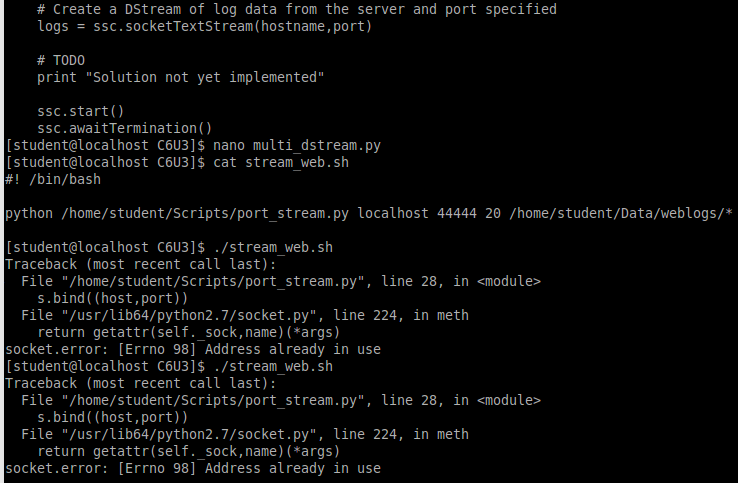 # Create a DStream of log data from the server and port specified
logs = ssc.socketTextStream(hostname,port)
# TODO
print "Solution not yet implemented"
ssc.start()
ssc.awaitTermination()
[student@localhost C6U3]$ nano multi_dstream.py
[student@localhost C6U3]$ cat stream_web.sh
#! /bin/bash
python /home/student/Scripts/port_stream.py localhost 44444 20 /home/student/Data/weblogs/*
[student@localhost C6U3]$ ./stream_web.sh
Traceback (most recent call last):
File "/home/student/Scripts/port_stream.py", line 28, in <module>
s.bind((host,port))
File "/usr/lib64/python2.7/socket.py", line 224, in meth
return getattr(self._sock,name)(*args)
socket.error: [Errno 98] Address already in use
[student@localhost C6U3]$ ./stream_web.sh
Traceback (most recent call last):
File "/home/student/Scripts/port_stream.py", line 28, in <module>
s.bind((host,port))
File "/usr/lib64/python2.7/socket.py", line 224, in meth
return getattr(self._sock,name)(*args)
socket.error: [Errno 98] Address already in use